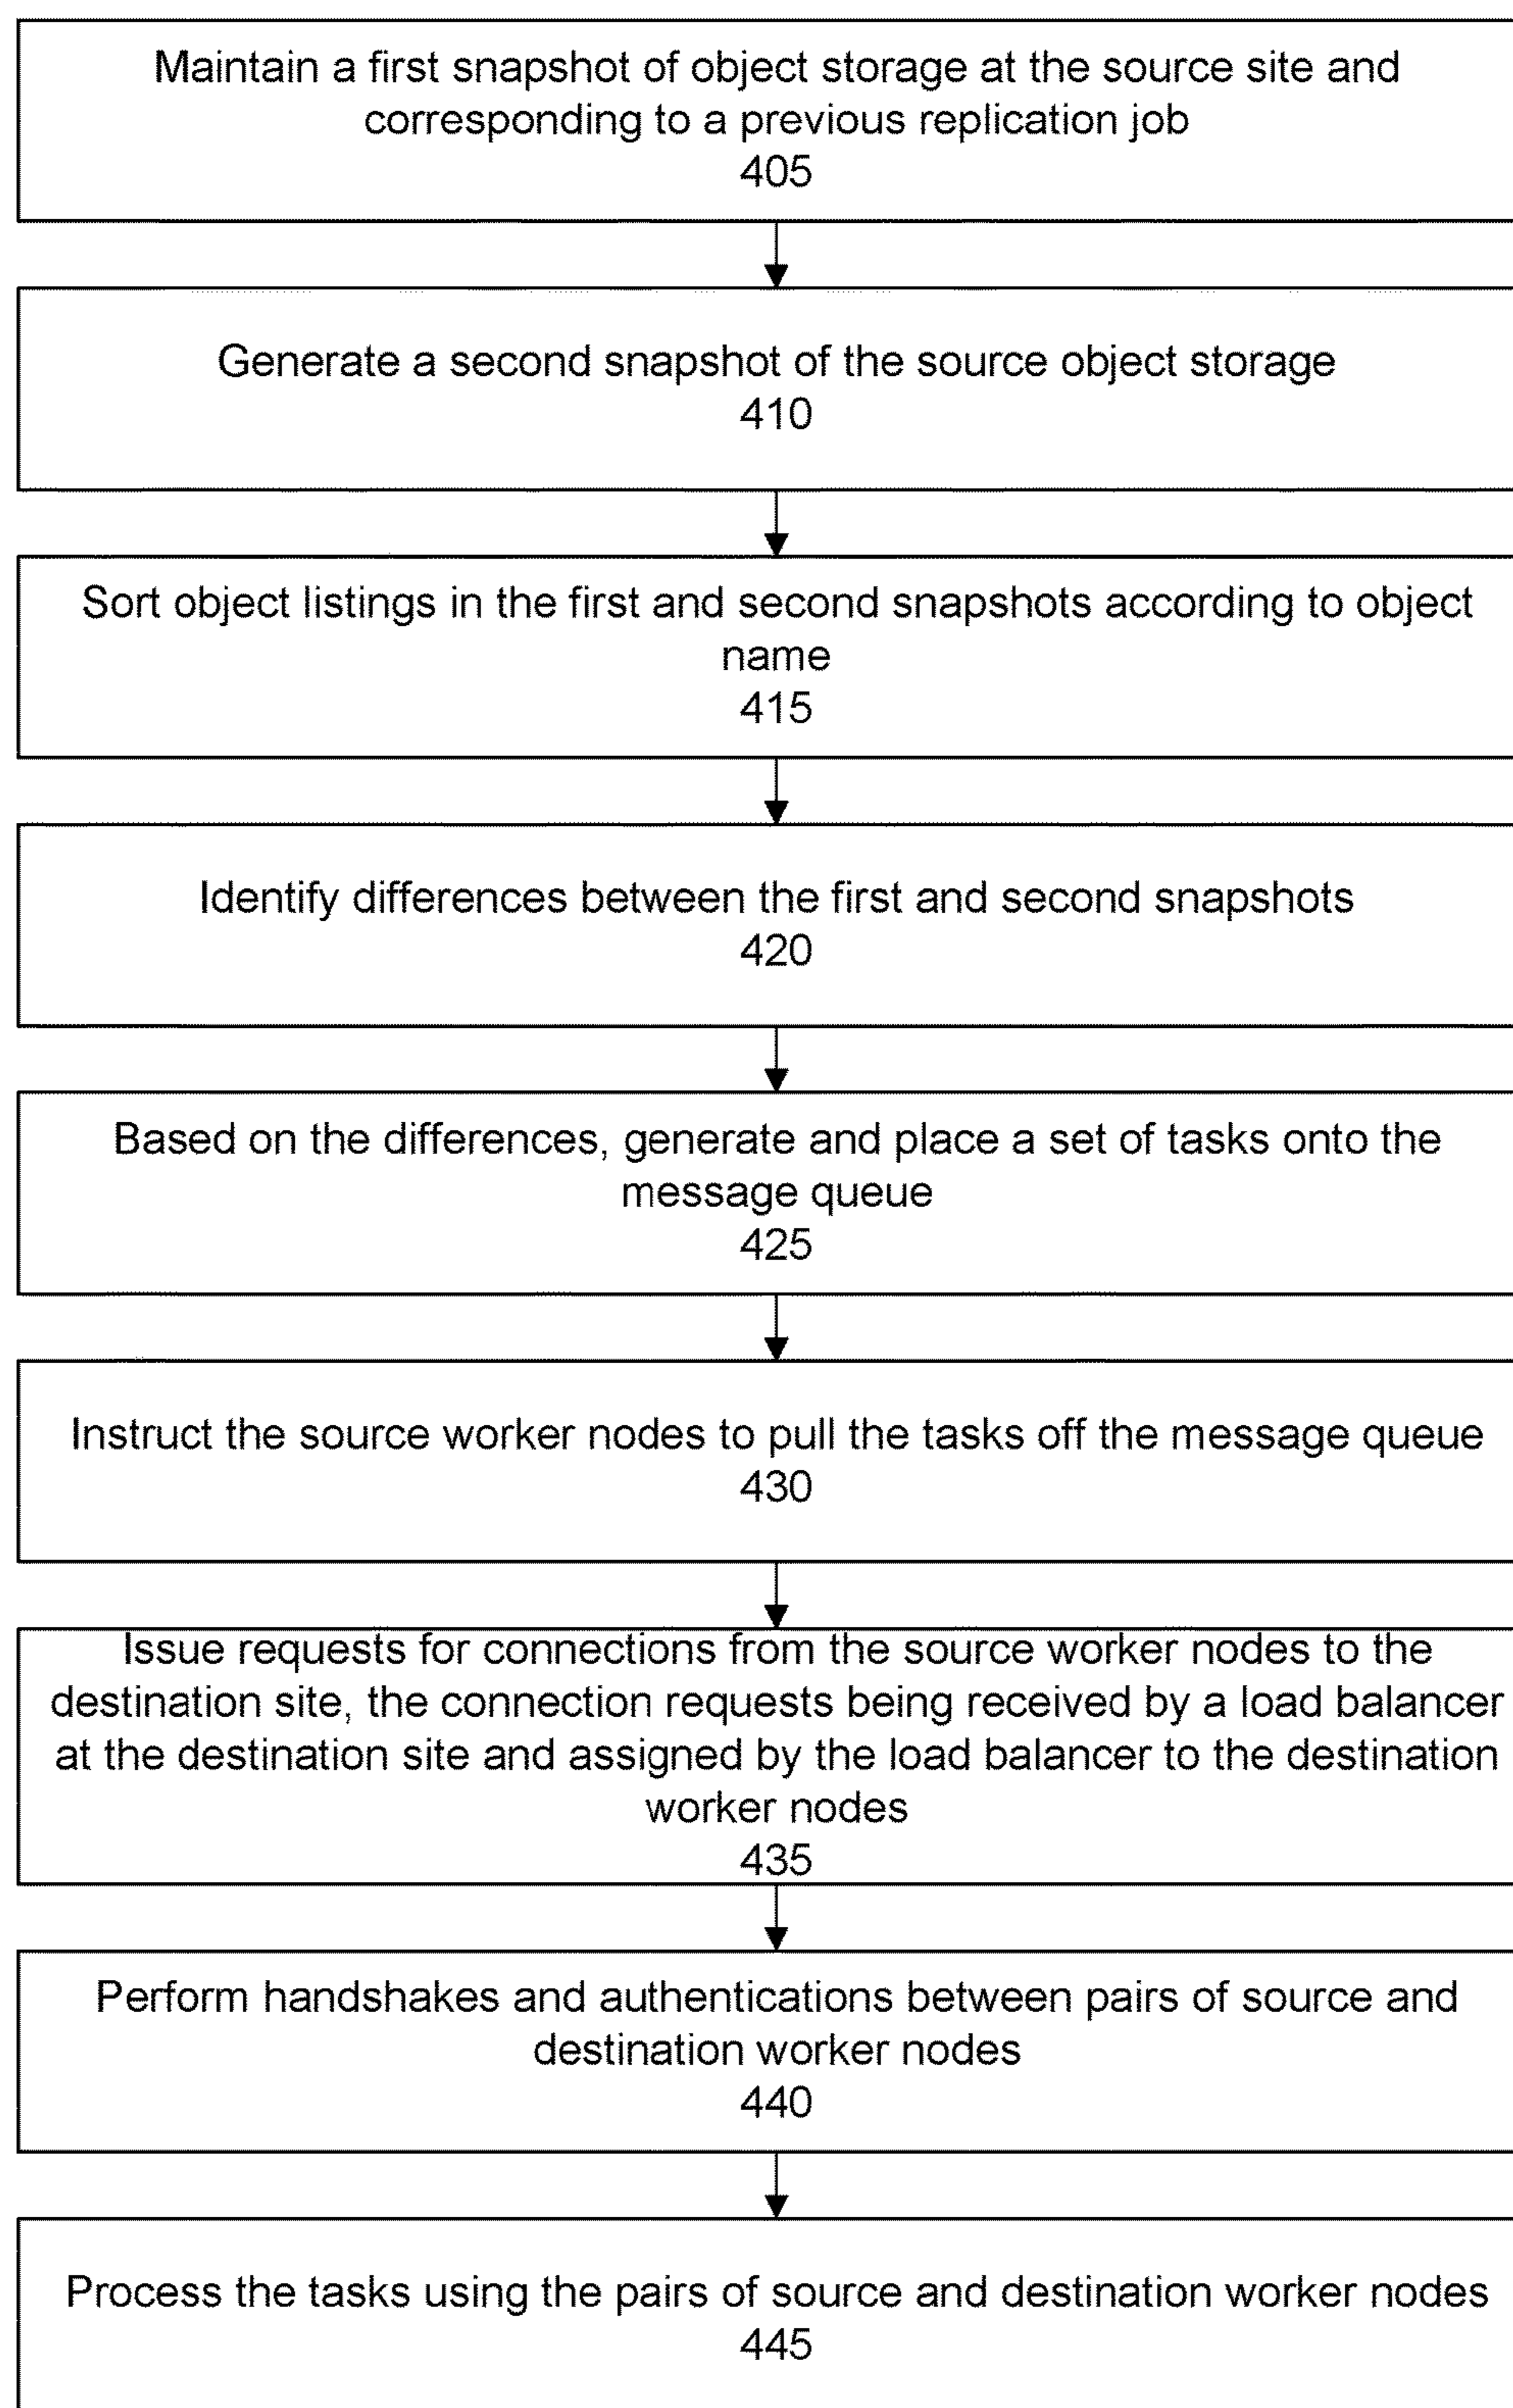 Maintain a first snapshot of object storage at the source site and
corresponding to a previous replication job
405
Generate a second snapshot of the source object storage
410
Sort object listings in the first and second snapshots according to object
name
415
Identify differences between the first and second snapshots
420
Based on the differences, generate and place a set of tasks onto the
message queue
425
Instruct the source worker nodes to pull the tasks off the message queue
430
Issue requests for connections from the source worker nodes to the
destination site, the connection requests being received by a load balancer
at the destination site and assigned by the load balancer to the destination
worker nodes
435
Perform handshakes and authentications between pairs of source and
destination worker nodes
440
Process the tasks using the pairs of source and destination worker nodes
445